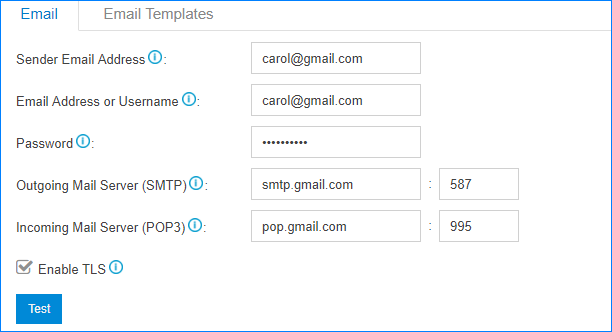 Email Email Templates
Sender Email Address i: carol@gmail.com
Email Address or Username i: carol@gmail.com
Password i: ••••••••••
Outgoing Mail Server (SMTP) i: smtp.gmail.com : 587
Incoming Mail Server (POP3) i: pop.gmail.com : 995
Enable TLS i
Test